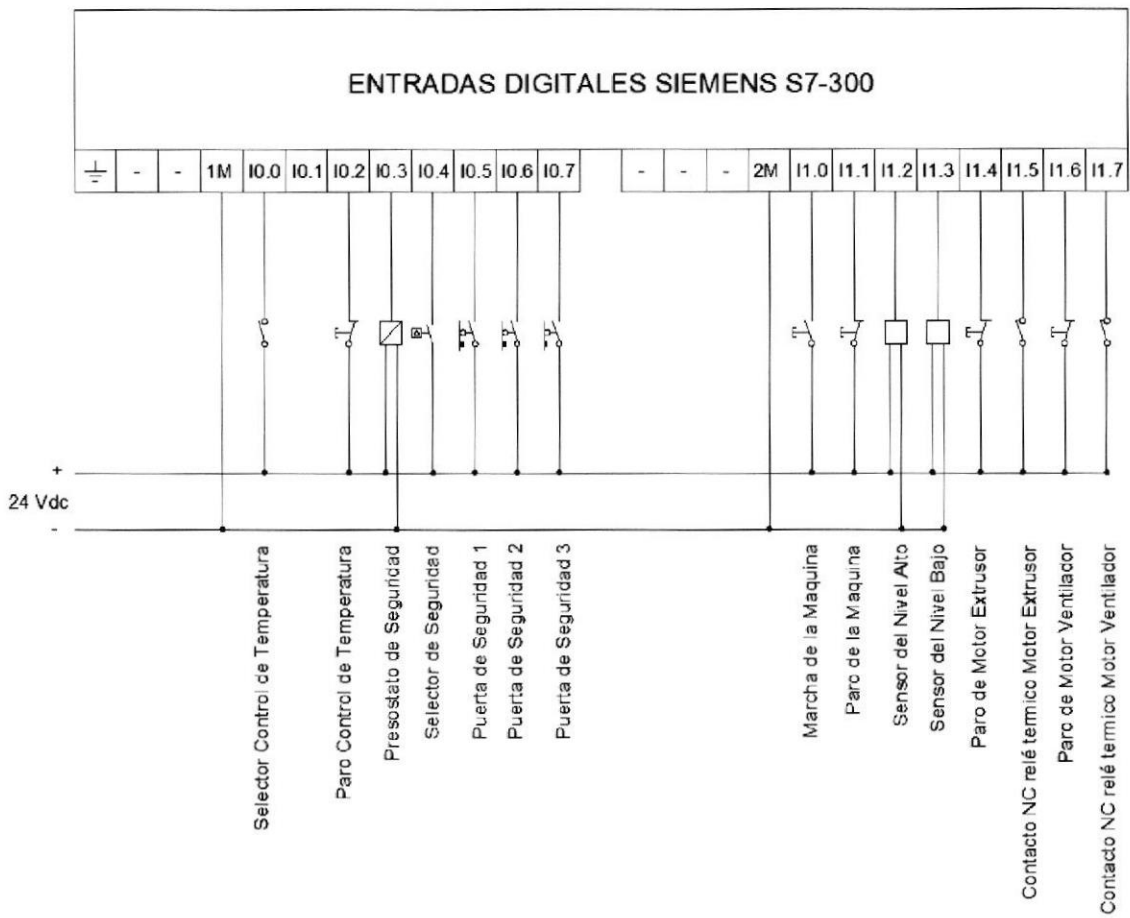 ENTRADAS DIGITALES SIEMENS S7-300
- - 1M I0.0 I0.1 I0.2 I0.3 I0.4 I0.5 I0.6 I0.7 - - - 2M I1.0 I1.1 I1.2 I1.3 I1.4 I1.5 I1.6 I1.7
+
24 Vdc
-
Selector Control de Temperatura
Paro Control de Temperatura
Presostato de Seguridad
Selector de Seguridad
Puerta de Seguridad 1
Puerta de Seguridad 2
Puerta de Seguridad 3
Marcha de la Maquina
Paro de la Maquina
Sensor del Nivel Alto
Sensor del Nivel Bajo
Paro de Motor Extrusor
Contacto NC relé termico Motor Extrusor
Paro de Motor Ventilador
Contacto NC relé termico Motor Ventilador